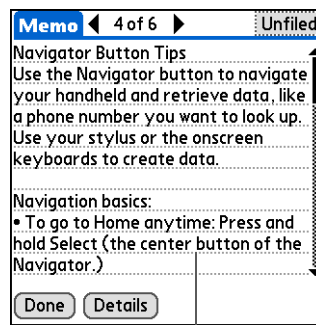 Memo 4 of 6 Unfiled
Navigator Button Tips
Use the Navigator button to navigate
your handheld and retrieve data, like
a phone number you want to look up.
Use your stylus or the onscreen
keyboards to create data.
Navigation basics:
• To go to Home anytime: Press and
hold Select (the center button of the
Navigator.)
Done Details